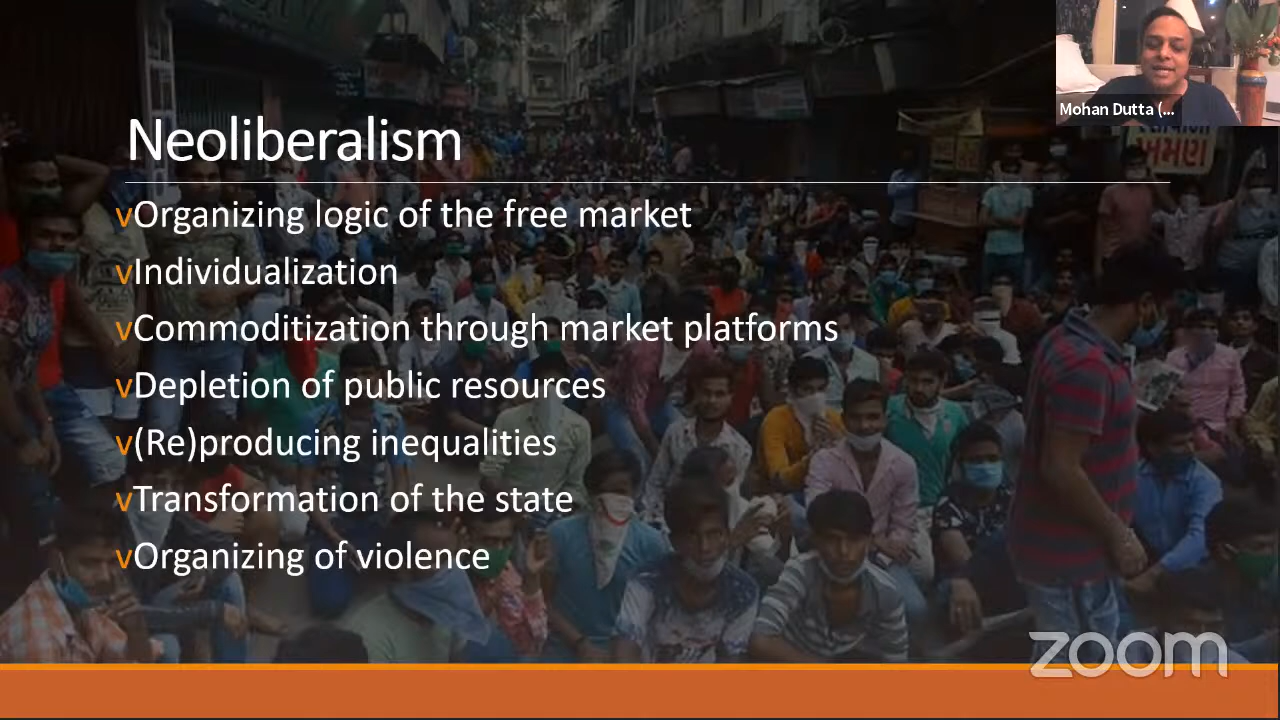 Mohan Dutta (...
ખમણ
Neoliberalism
vOrganizing logic of the free market
vIndividualization
vCommoditization through market platforms
vDepletion of public resources
v(Re)producing inequalities
vTransformation of the state
vOrganizing of violence
zoom